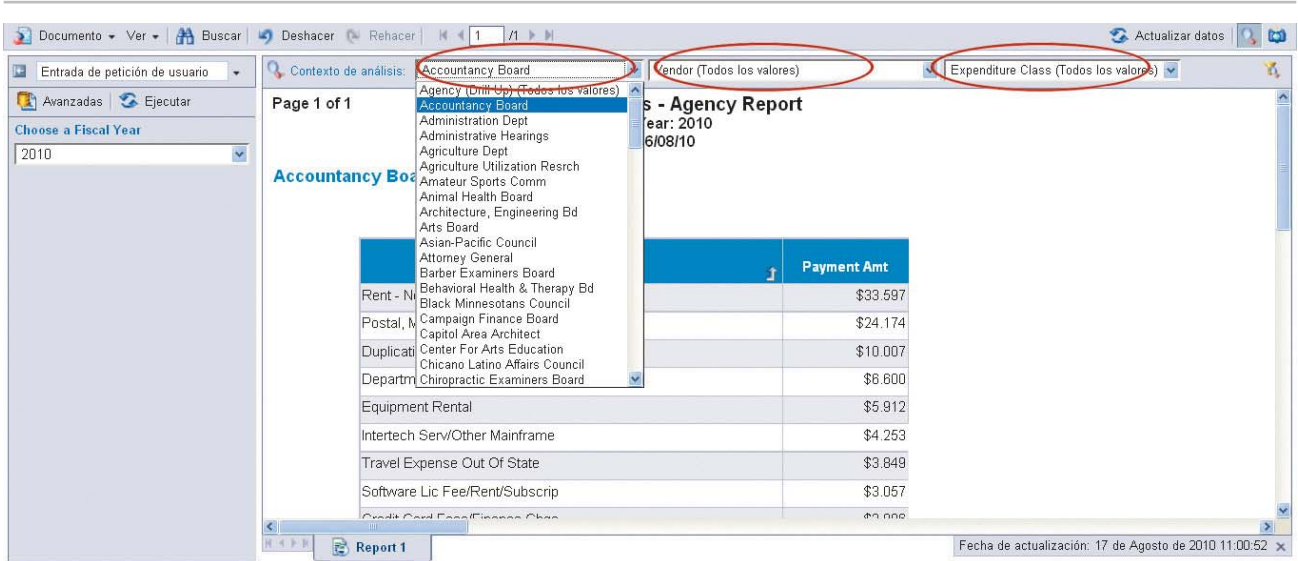 Documento Ver Buscar Deshacer Rehacer 1 /1 Actualizar datos
Entrada de petición de usuario
Contexto de análisis: Accountancy Board Vendor (Todos los valores) Expenditure Class (Todos los valores)
Avanzadas Ejecutar
Choose a Fiscal Year
2010
Agency (Drill Up) (Todos los valores)
Accountancy Board
Administration Dept
Administrative Hearings
Agriculture Dept
Agriculture Utilization Resrch
Amateur Sports Comm
Animal Health Board
Architecture, Engineering Bd
Arts Board
Asian-Pacific Council
Attorney General
Barber Examiners Board
Behavioral Health & Therapy Bd
Black Minnesotans Council
Campaign Finance Board
Capitol Area Architect
Center For Arts Education
Chicano Latino Affairs Council
Chiropractic Examiners Board
Page 1 of 1
s - Agency Report
Year: 2010
6/08/10
Accountancy Boa
Payment Amt
Rent - N $33.597
Postal, M $24.174
Duplicati $10.007
Departm $6.600
Equipment Rental $5.912
Intertech Serv/Other Mainframe $4.253
Travel Expense Out Of State $3.849
Software Lic Fee/Rent/Subscrip $3.057
Report 1
Fecha de actualización: 17 de Agosto de 2010 11:00:52